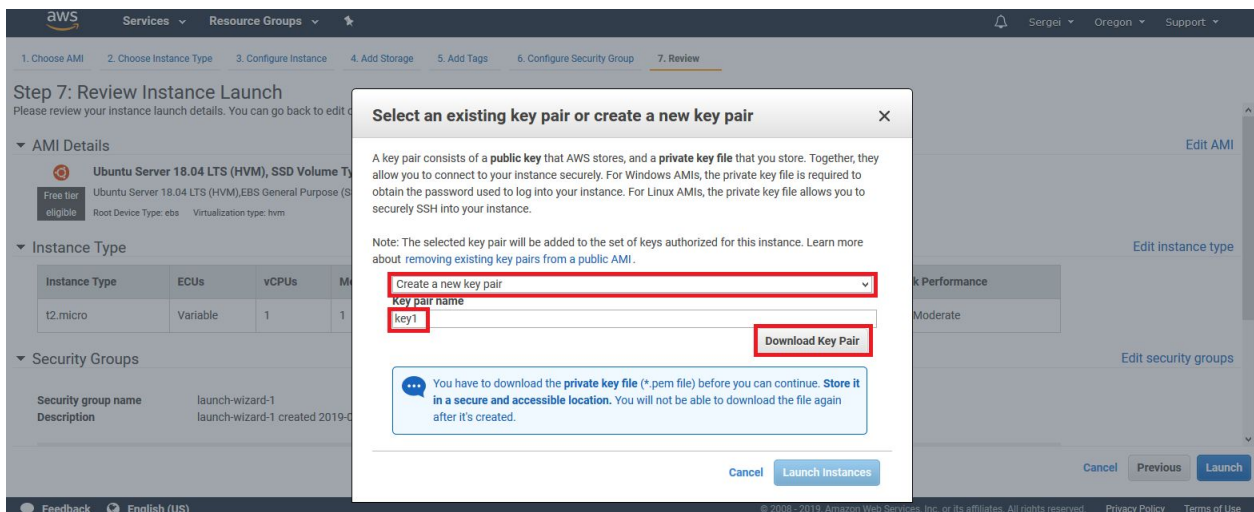 aws
Services
Resource Groups
Sergei
Oregon
Support
1. Choose AMI
2. Choose Instance Type
3. Configure Instance
4. Add Storage
5. Add Tags
6. Configure Security Group
7. Review
Step 7: Review Instance Launch
Please review your instance launch details. You can go back to edit
AMI Details
Edit AMI
Ubuntu Server 18.04 LTS (HVM), SSD Volume Ty
Free tier
eligible
Ubuntu Server 18.04 LTS (HVM),EBS General Purpose (S
Root Device Type: ebs Virtualization type: hvm
Instance Type
Edit instance type
Instance Type
ECUs
vCPUs
k Performance
t2.micro
Variable
1
1
Moderate
Security Groups
Edit security groups
Security group name
launch-wizard-1
Description
launch-wizard-1 created 2019-0
Select an existing key pair or create a new key pair
A key pair consists of a public key that AWS stores, and a private key file that you store. Together, they
allow you to connect to your instance securely. For Windows AMIs, the private key file is required to
obtain the password used to log into your instance. For Linux AMIs, the private key file allows you to
securely SSH into your instance.
Note: The selected key pair will be added to the set of keys authorized for this instance. Learn more
about removing existing key pairs from a public AMI.
Create a new key pair
Key pair name
key1
Download Key Pair
You have to download the private key file (*.pem file) before you can continue. Store it
in a secure and accessible location. You will not be able to download the file again
after it's created.
Cancel
Launch Instances
Cancel
Previous
Launch
Feedback
English (US)
© 2008 - 2019, Amazon Web Services, Inc. or its affiliates. All rights reserved.
Privacy Policy
Terms of Use